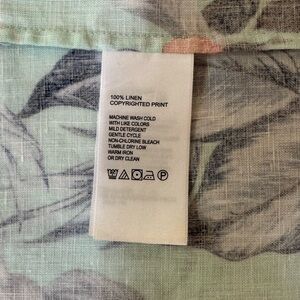 100% LINEN
COPYRIGHTED PRINT
MACHINE WASH COLD
WITH LIKE COLORS
MILD DETERGENT
GENTLE CYCLE
NON-CHLORINE BLEACH
TUMBLE DRY LOW
WARM IRON
OR DRY CLEAN
P